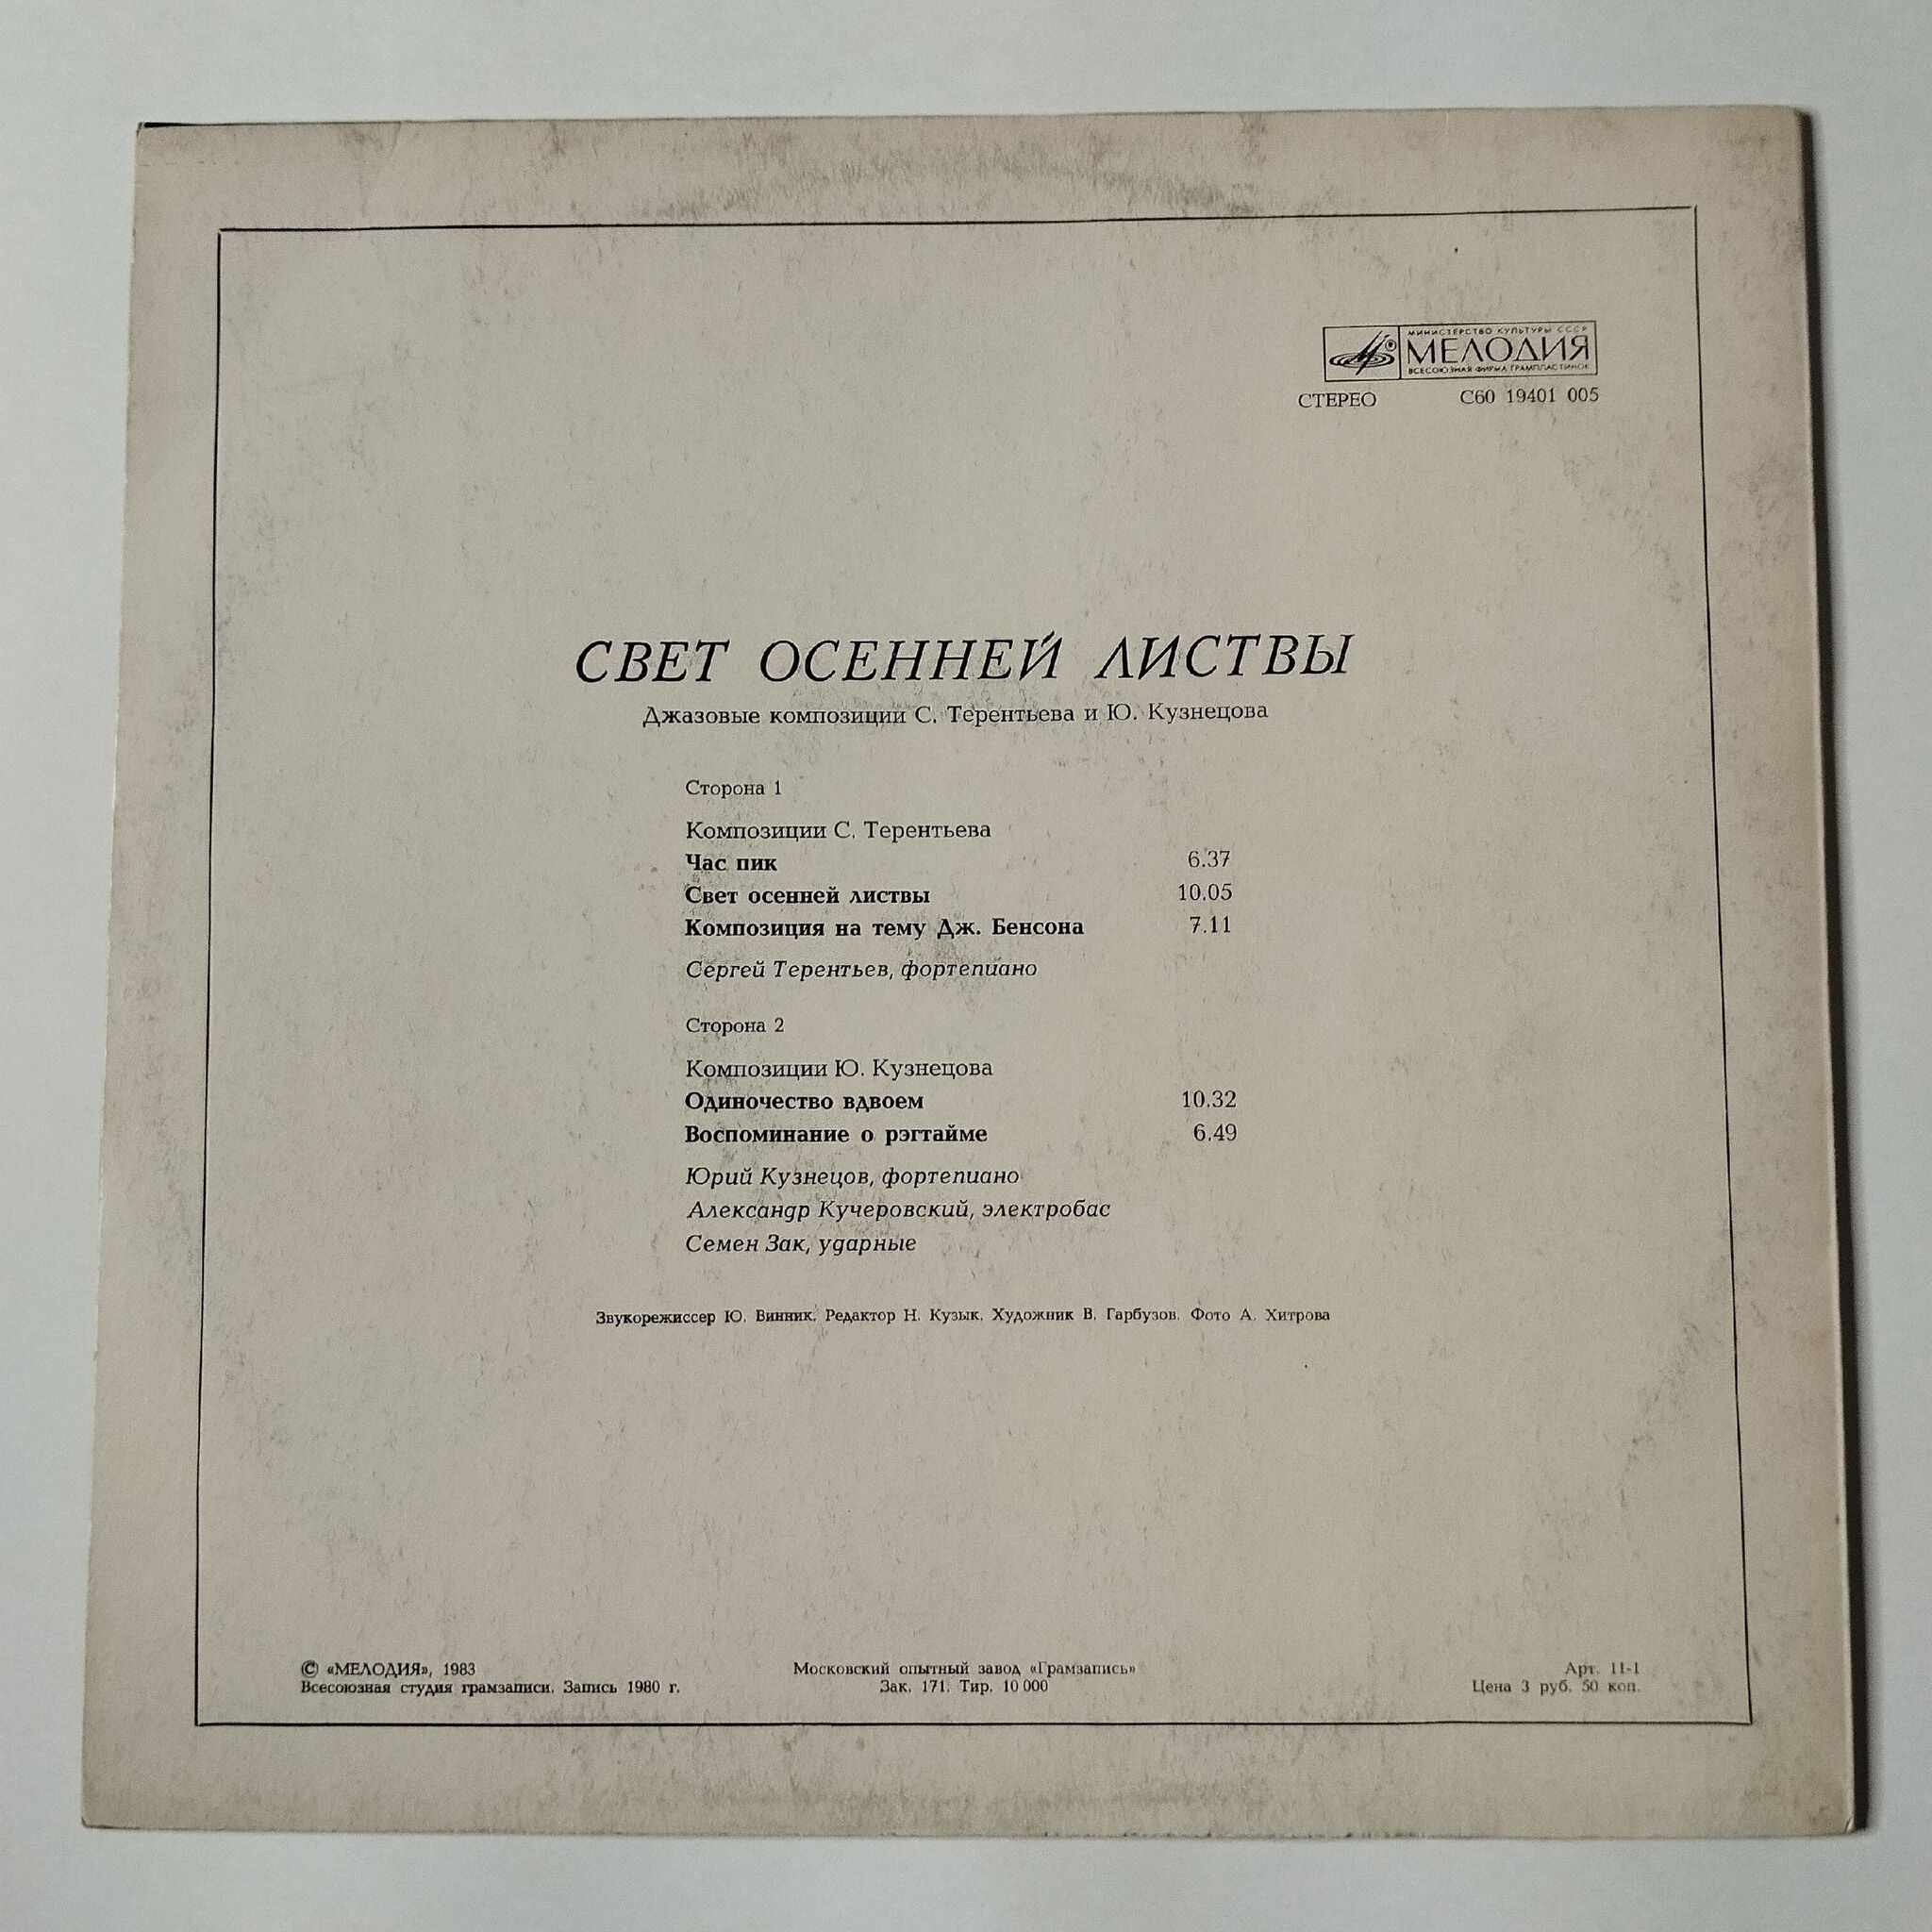 МИНИСТЕРСТВО КУЛЬТУРЫ СССР
МЕЛОДИЯ
ВСЕСОЮЗНАЯ ФИРМА ГРАМПЛАСТИНОК
СТЕРЕО С60 19401 005
СВЕТ ОСЕННЕЙ ЛИСТВЫ
Джазовые композиции С. Терентьева и Ю. Кузнецова
Сторона 1
Композиции С. Терентьева
Час пик 6.37
Свет осенней листвы 10.05
Композиция на тему Дж. Бенсона 7.11
Сергей Терентьев, фортепиано
Сторона 2
Композиции Ю. Кузнецова
Одиночество вдвоем 10.32
Воспоминание о рэгтайме 6.49
Юрий Кузнецов, фортепиано
Александр Кучеровский, электробас
Семен Зак, ударные
Звукорежиссер Ю. Винник. Редактор Н. Кузык. Художник В. Гарбузов. Фото А. Хитрова
© «МЕЛОДИЯ», 1983
Всесоюзная студия грамзаписи. Запись 1980 г.
Московский опытный завод «Грамзапись»
Зак. 171. Тир. 10 000
Арт. 11-1
Цена 3 руб. 50 коп.